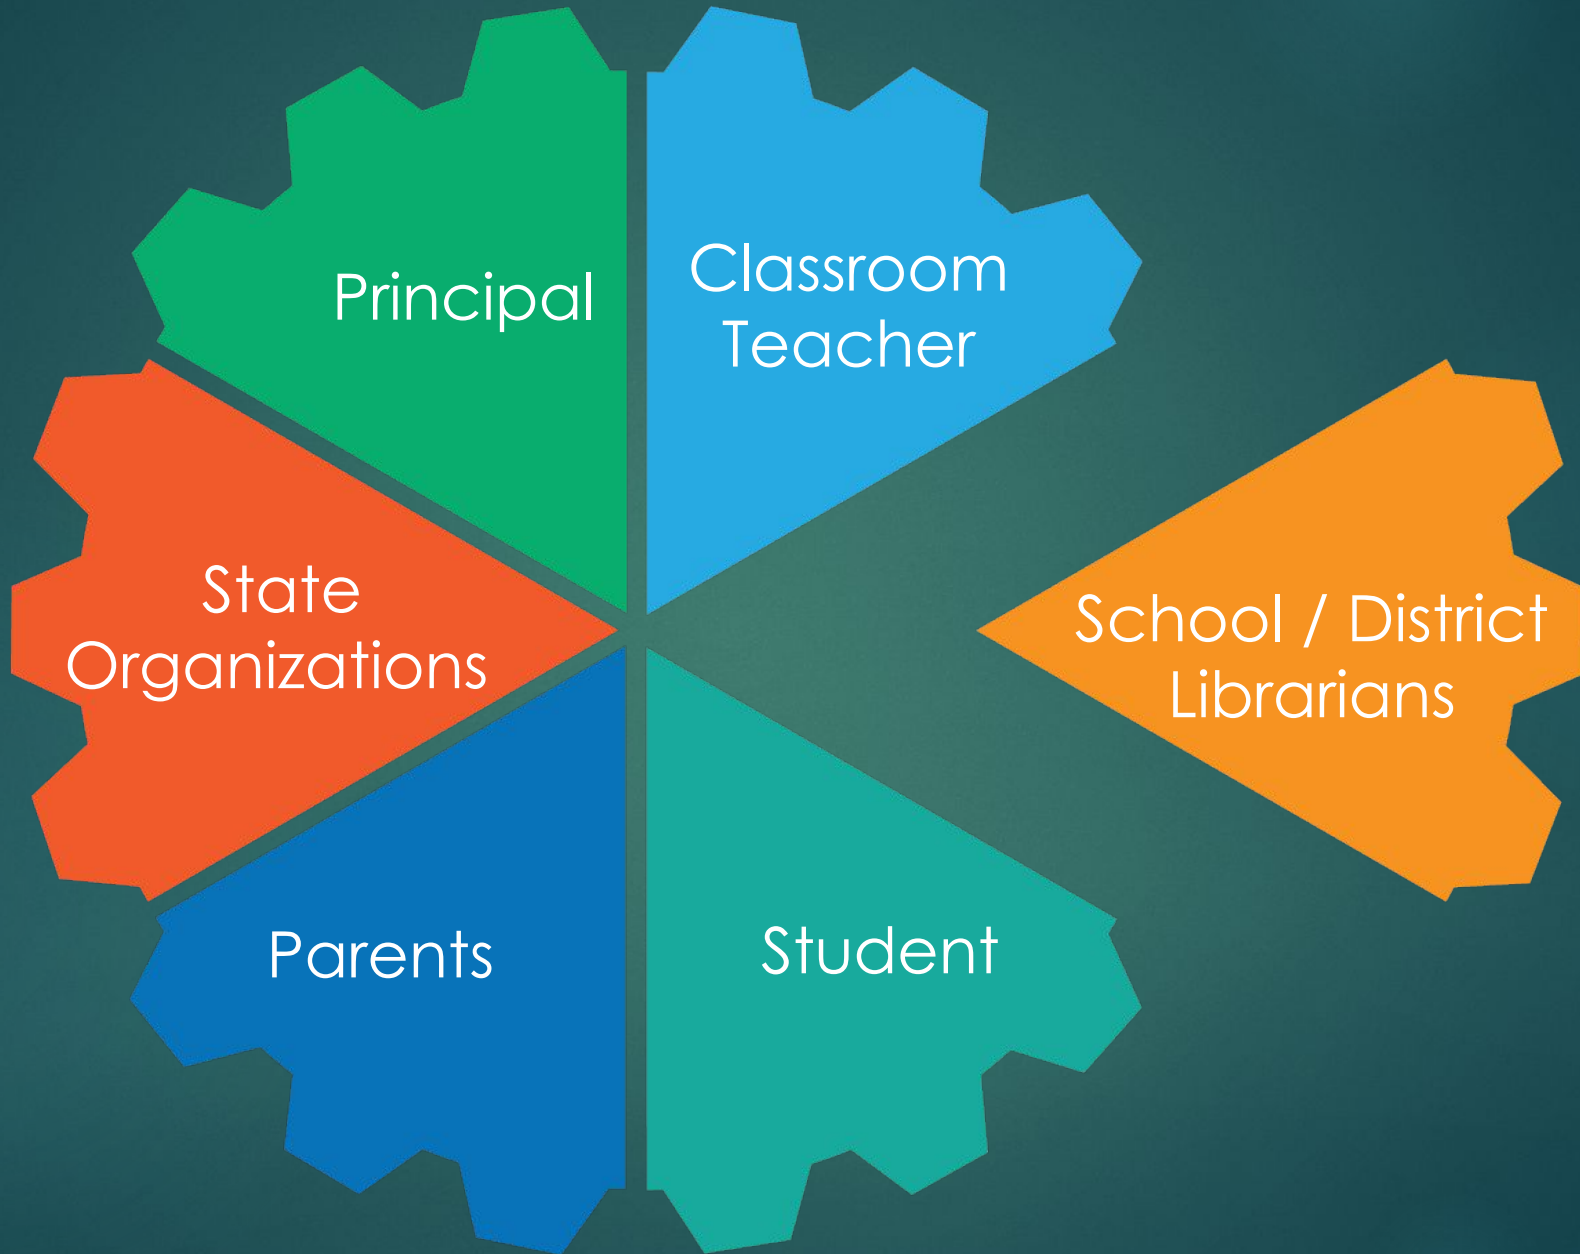 Principal
Classroom
Teacher
State
Organizations
School / District
Librarians
Parents
Student